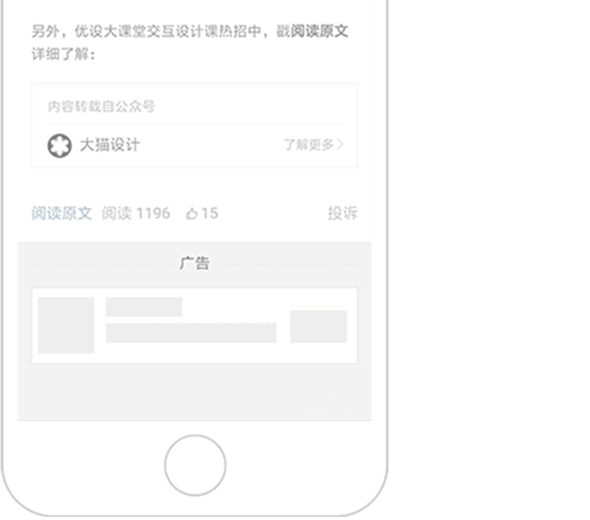 另外，优设大课堂交互设计课热招中，戳阅读原文
详细了解：
内容转载自公众号
大猫设计 了解更多
阅读原文 阅读 1196 15 投诉
广告